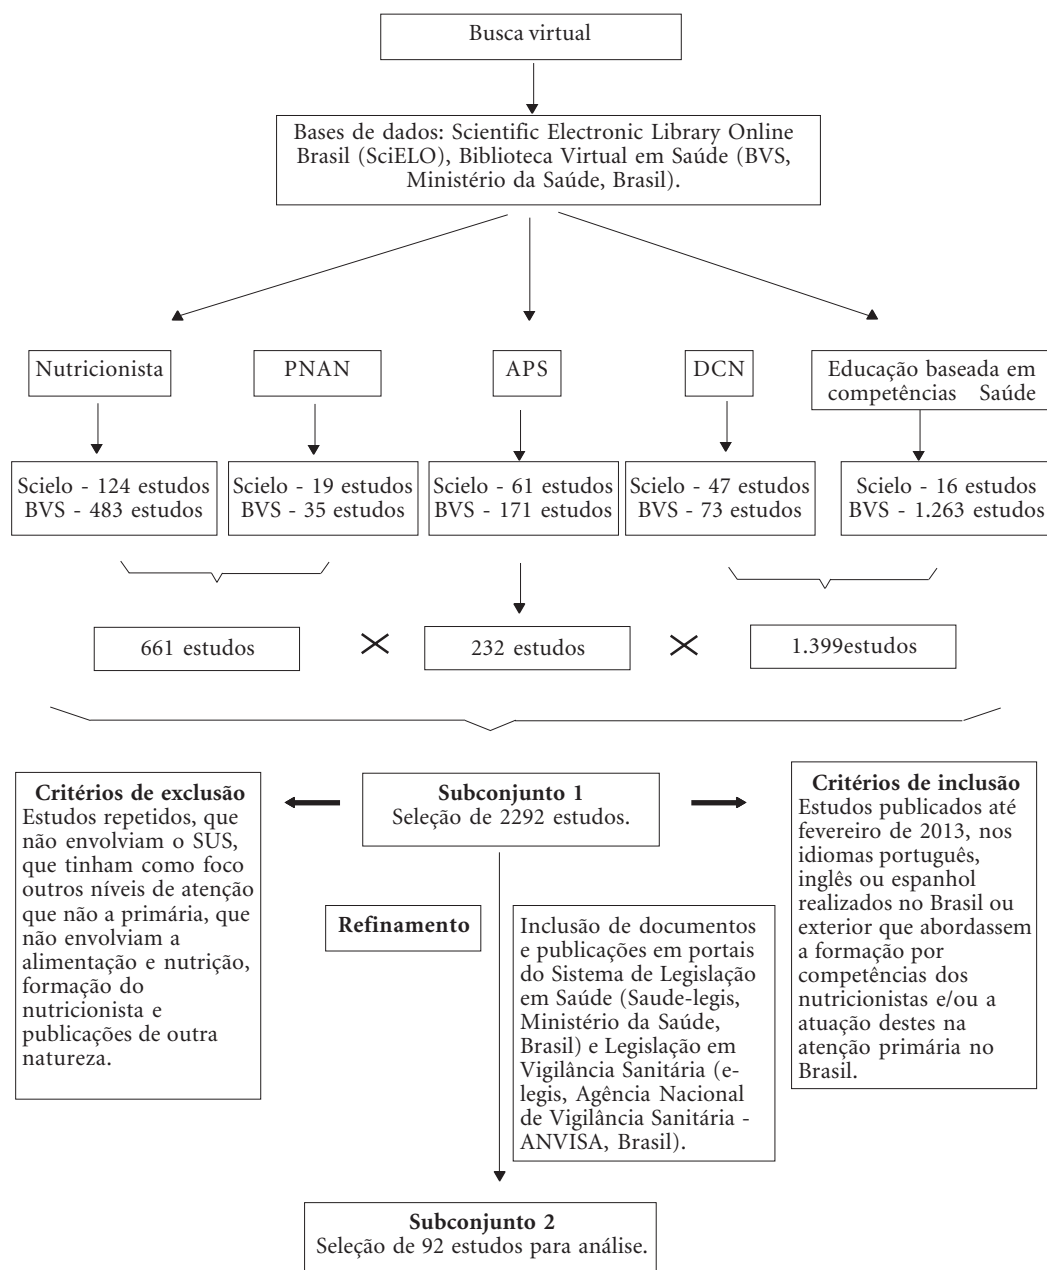 Busca virtual
Bases de dados: Scientific Electronic Library Online
Brasil (SciELO), Biblioteca Virtual em Saúde (BVS,
Ministério da Saúde, Brasil).
Nutricionista
PNAN
APS
DCN
Educação baseada em
competências Saúde
Scielo - 124 estudos
BVS - 483 estudos
Scielo - 19 estudos
BVS - 35 estudos
Scielo - 61 estudos
BVS - 171 estudos
Scielo - 47 estudos
BVS - 73 estudos
Scielo - 16 estudos
BVS - 1.263 estudos
661 estudos
232 estudos
1.399estudos
Critérios de exclusão
Estudos repetidos, que
não envolviam o SUS,
que tinham como foco
outros níveis de atenção
que não a primária, que
não envolviam a
alimentação e nutrição,
formação do
nutricionista e
publicações de outra
natureza.
Subconjunto 1
Seleção de 2292 estudos.
Critérios de inclusão
Estudos publicados até
fevereiro de 2013, nos
idiomas português,
inglês ou espanhol
realizados no Brasil ou
exterior que abordassem
a formação por
competências dos
nutricionistas e/ou a
atuação destes na
atenção primária no
Brasil.
Refinamento
Inclusão de documentos
e publicações em portais
do Sistema de Legislação
em Saúde (Saude-legis,
Ministério da Saúde,
Brasil) e Legislação em
Vigilância Sanitária (e-
legis, Agência Nacional
de Vigilância Sanitária -
ANVISA, Brasil).
Subconjunto 2
Seleção de 92 estudos para análise.